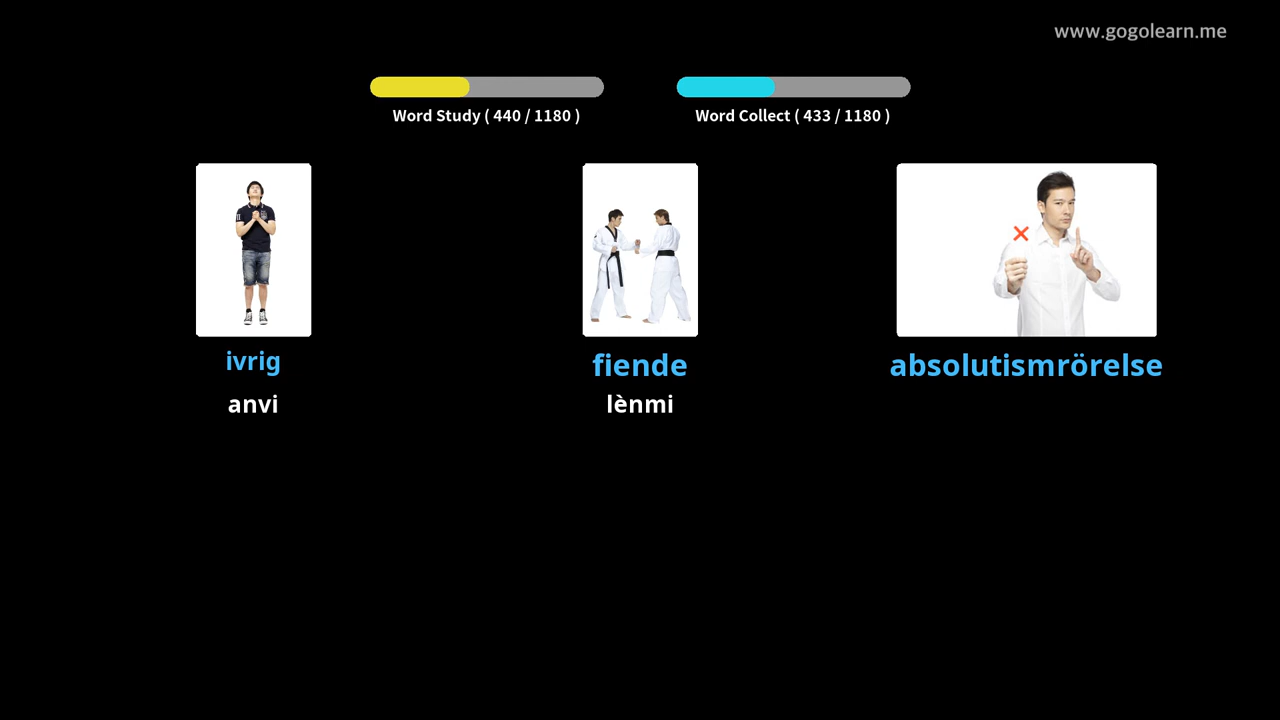 www.gogolearn.me
Word Study ( 440 / 1180 )
Word Collect ( 433 / 1180 )
ivrig
fiende
absolutismrörelse
anvi
lènmi